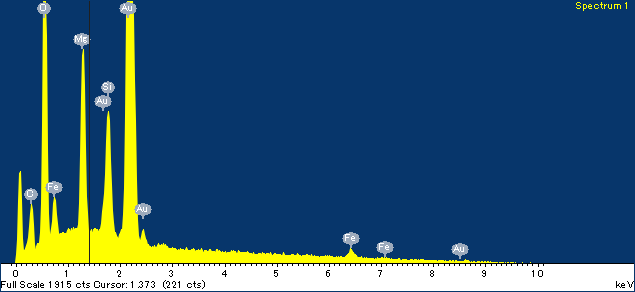 Spectrum 1
O Au
Mg
Si
Au
Fe
O
Au
Fe
Fe Au
0 1 2 3 4 5 6 7 8 9 10
Full Scale 1915 cts Cursor: 1.373 (221 cts) keV